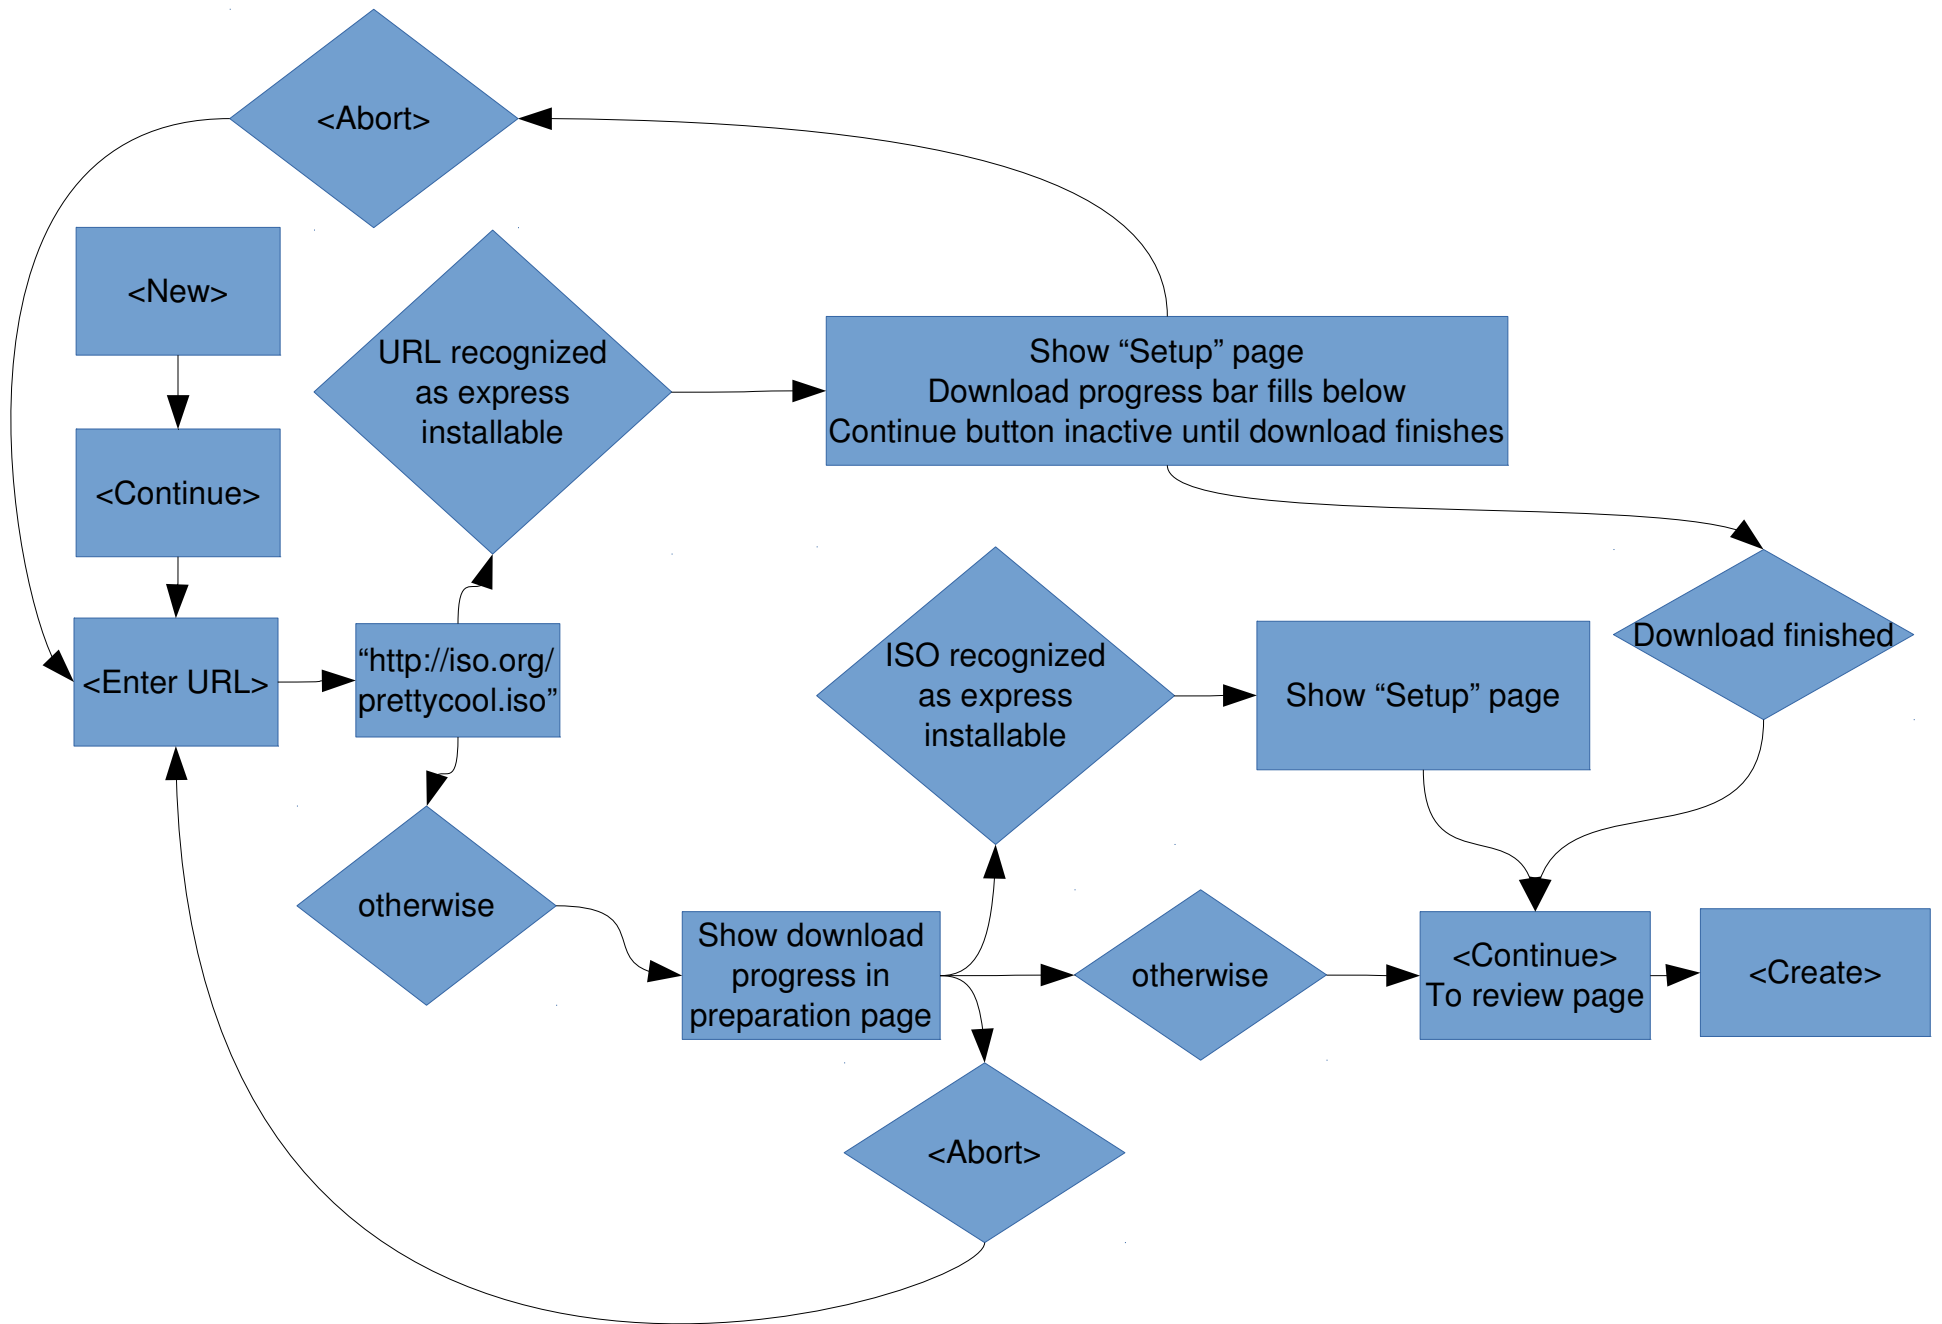 <Abort>
<New>
<Continue>
<Enter URL>
“http://iso.org/
prettycool.iso”
URL recognized
as express
installable
Show “Setup” page
Download progress bar fills below
Continue button inactive until download finishes
Download finished
otherwise
Show download
progress in
preparation page
ISO recognized
as express
installable
Show “Setup” page
otherwise
<Abort>
<Continue>
To review page
<Create>